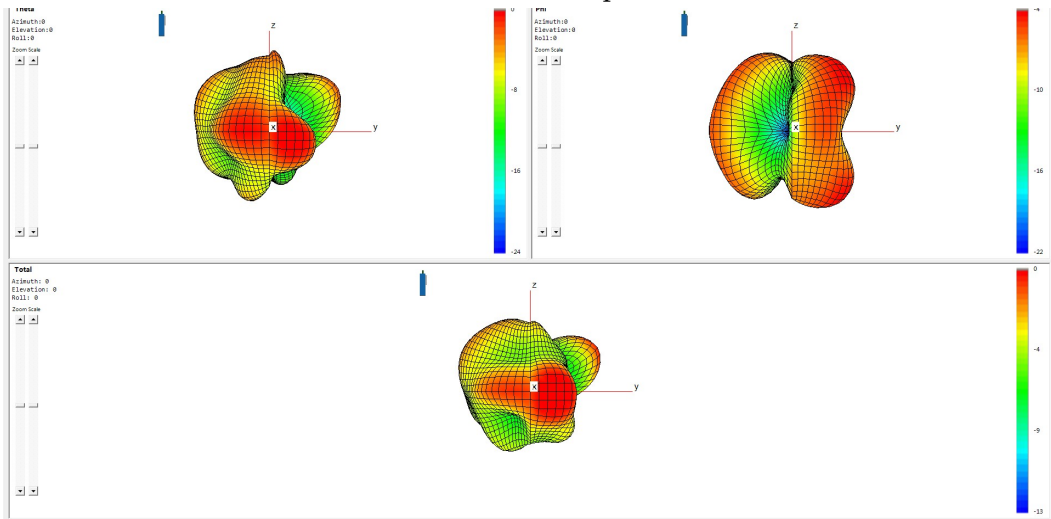 Theta
Azimuth:0
Elevation:0
Roll:0
Zoom Scale
z
x
y
0
-8
-16
-24
Phi
Azimuth:0
Elevation:0
Roll:0
Zoom Scale
z
x
y
-4
-10
-16
-22
Total
Azimuth: 0
Elevation: 0
Roll: 0
Zoom Scale
z
x
y
0
-4
-9
-13